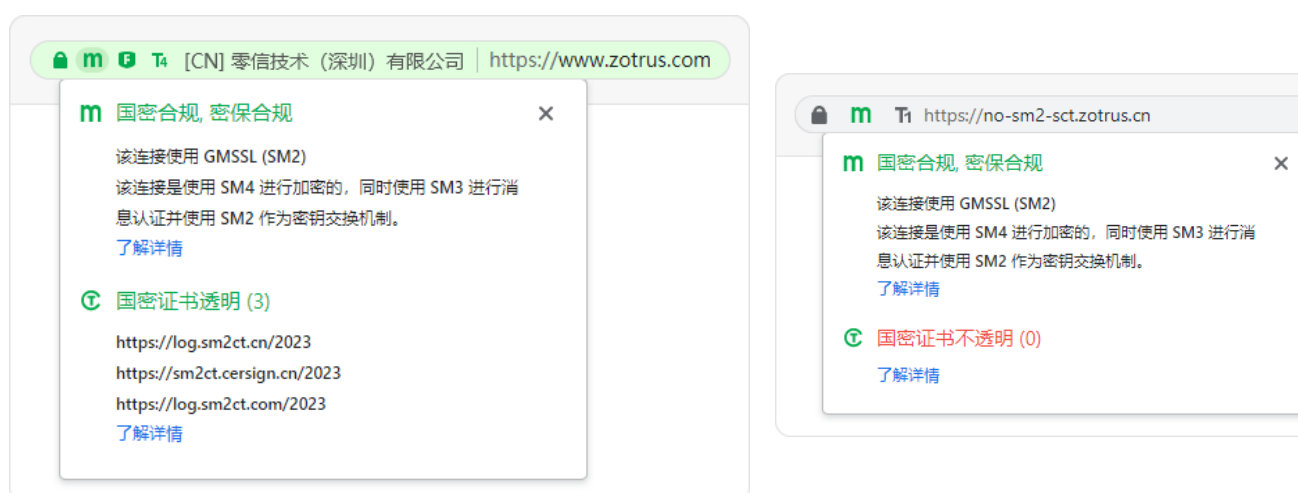 m T4 [CN] 零信技术（深圳）有限公司 https://www.zotrus.com
m 国密合规, 密保合规
该连接使用 GMSSL (SM2)
该连接是使用 SM4 进行加密的，同时使用 SM3 进行消
息认证并使用 SM2 作为密钥交换机制。
了解详情
国密证书透明 (3)
https://log.sm2ct.cn/2023
https://sm2ct.cersign.cn/2023
https://log.sm2ct.com/2023
了解详情
m T1 https://no-sm2-sct.zotrus.cn
m 国密合规, 密保合规
该连接使用 GMSSL (SM2)
该连接是使用 SM4 进行加密的，同时使用 SM3 进行消
息认证并使用 SM2 作为密钥交换机制。
了解详情
国密证书不透明 (0)
了解详情